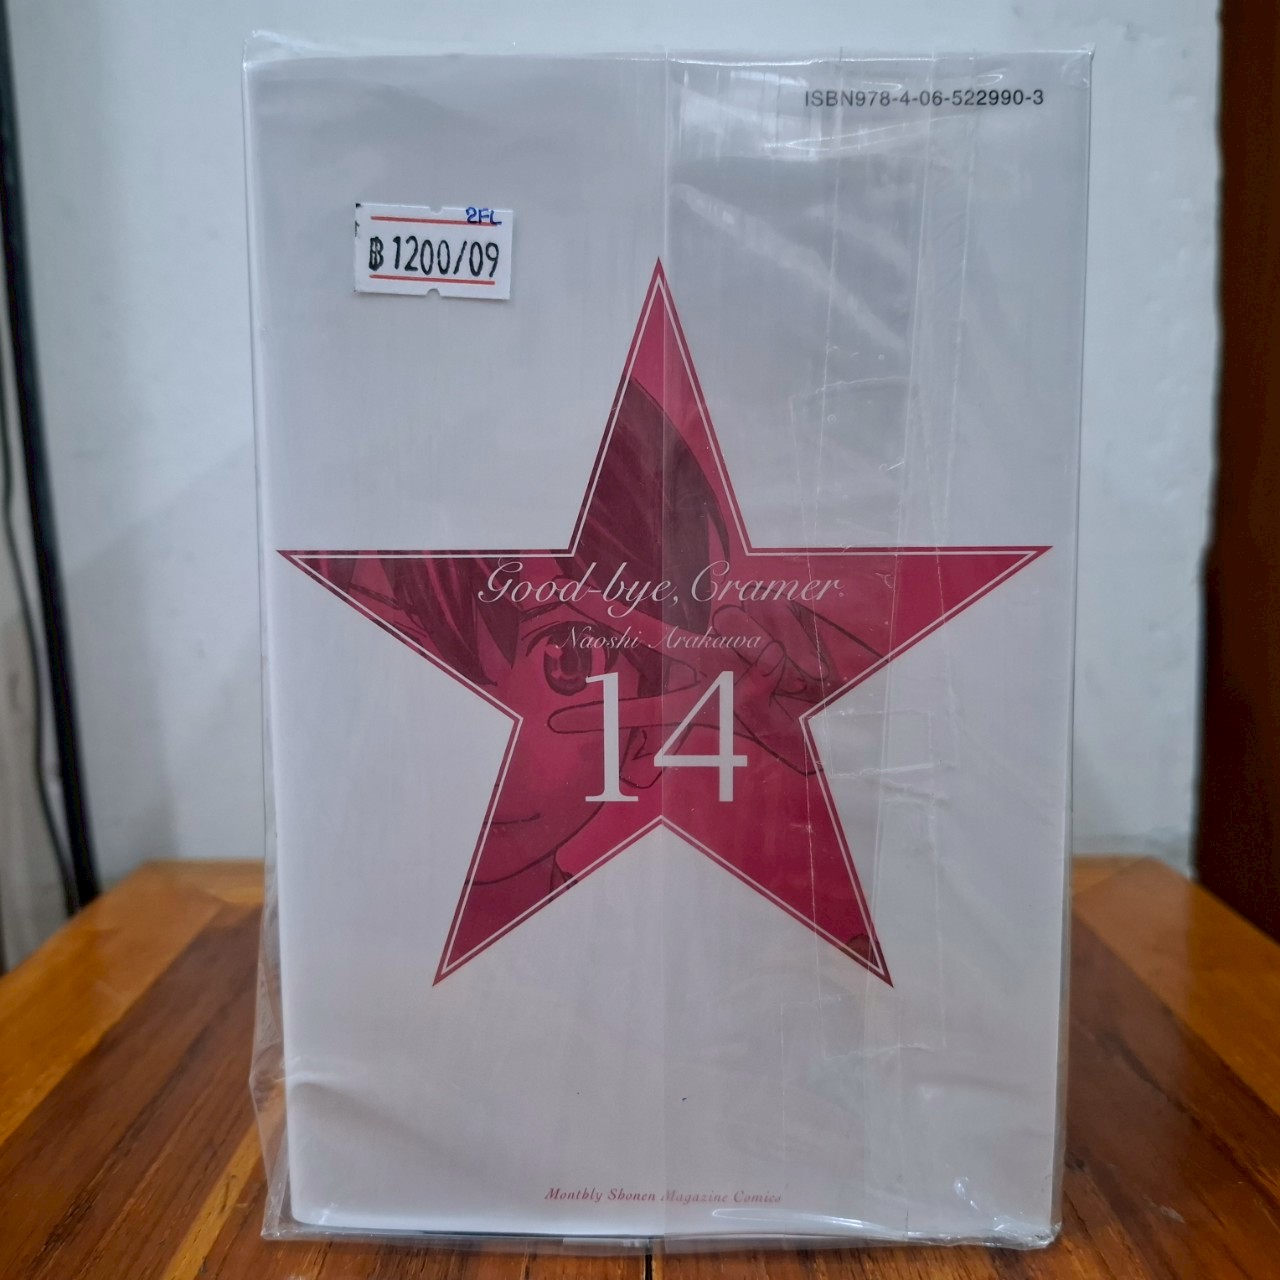 ISBN978-4-06-522990-3
2FL
฿1200/09
Good-bye, Cramer
Naoshi Arakawa
14
Monthly Shonen Magazine Comics